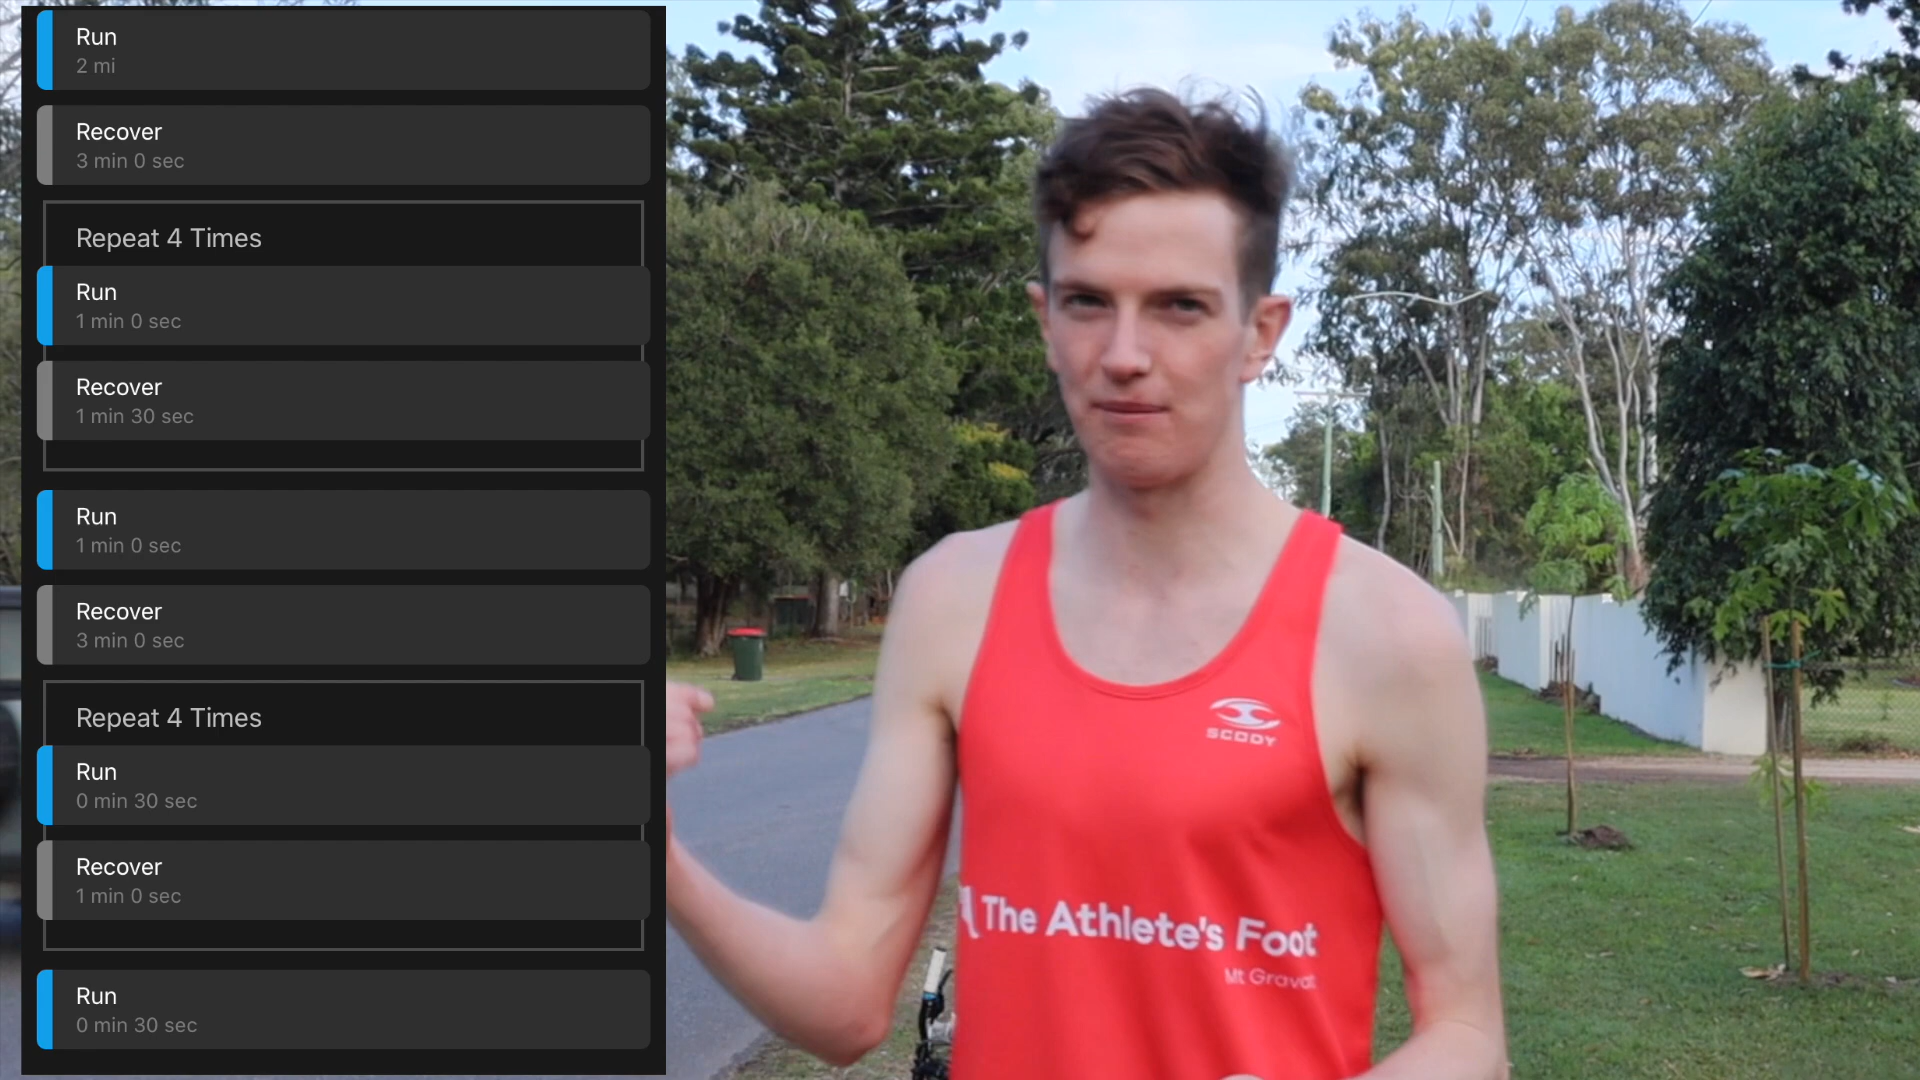 Run
2 mi
Recover
3 min 0 sec
Repeat 4 Times
Run
1 min 0 sec
Recover
1 min 30 sec
Run
1 min 0 sec
Recover
3 min 0 sec
Repeat 4 Times
Run
0 min 30 sec
Recover
1 min 0 sec
Run
0 min 30 sec
SCODY
The Athlete's Foot